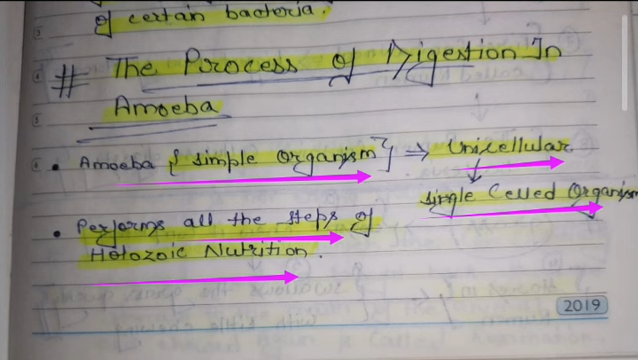 of certain bacteria.
# The Process of Digestion In
Amoeba
• Amoeba { simple organism } → Unicellular
↓
single Celled Organism
• Performs all the steps of
Holozoic Nutrition.
2019